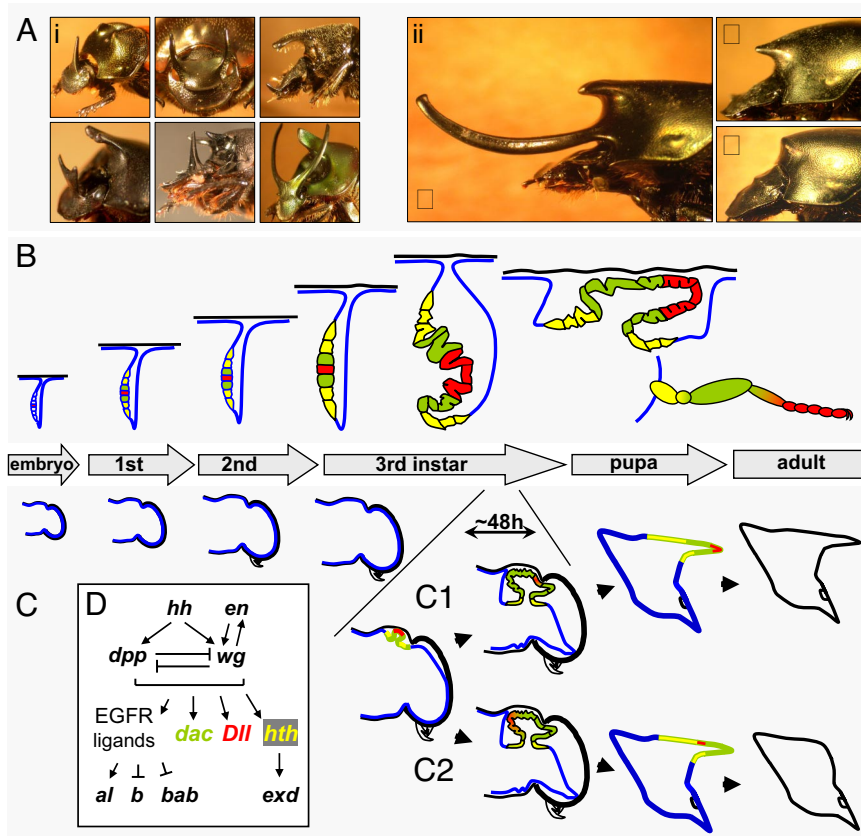 A
i
ii
B
embryo
1st
2nd
3rd instar
pupa
adult
~48h
C
D
C1
C2
hh
en
dpp
wg
EGFR
ligands
dac
Dll
hth
al
b
bab
exd